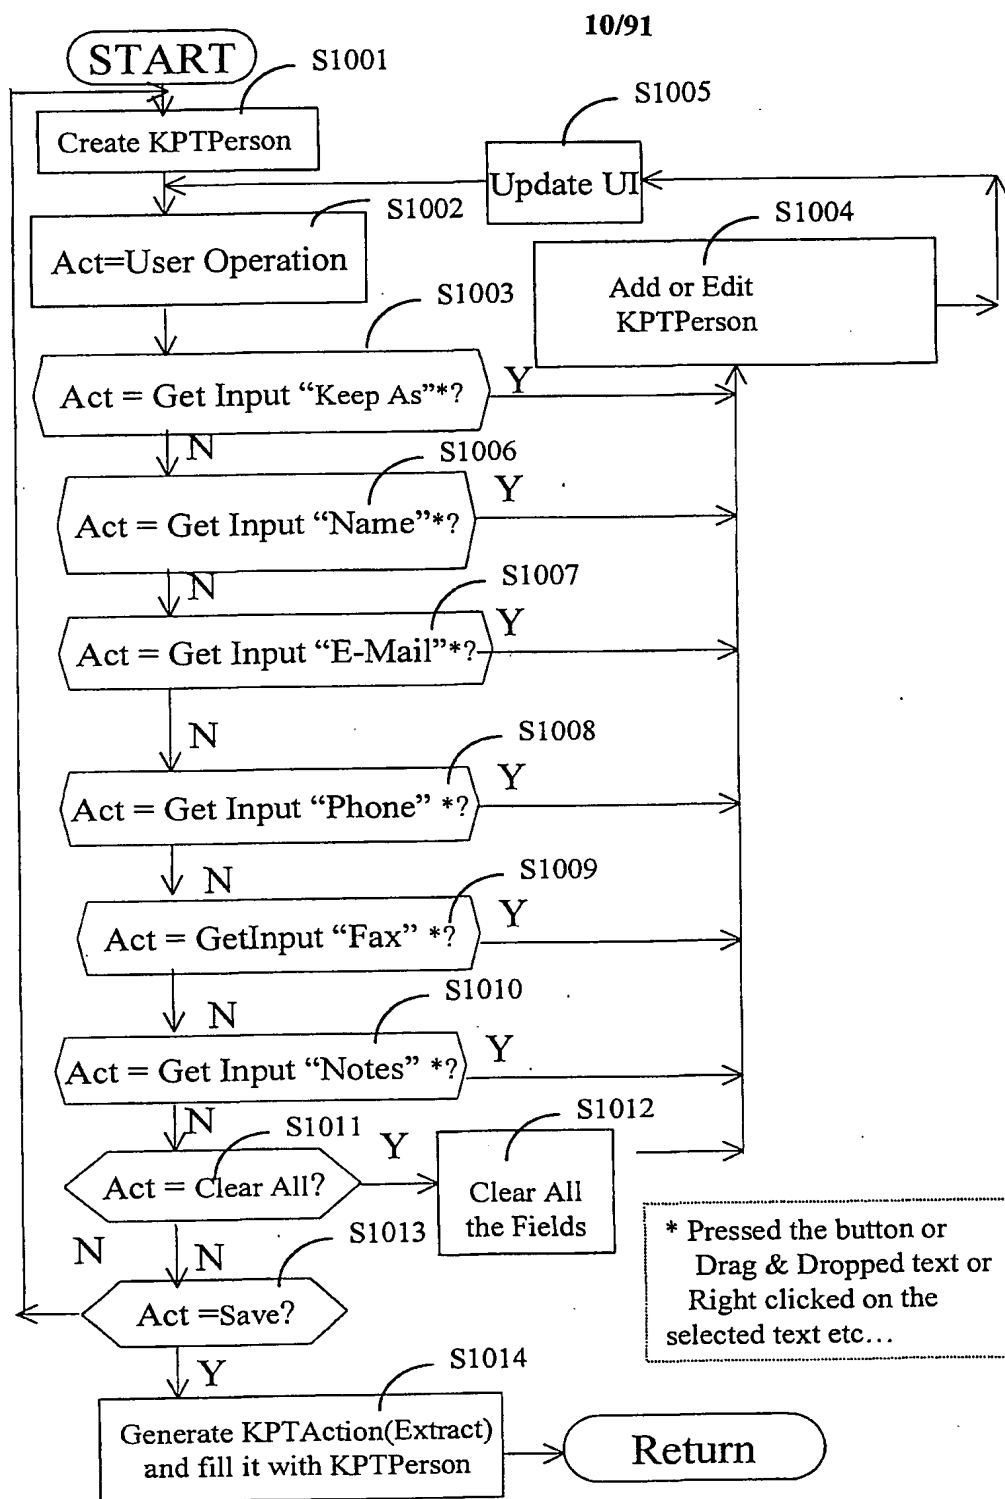 10/91
START
S1001
S1005
Create KPTPerson
Update UI
S1002
S1004
Act=User Operation
Add or Edit
KPTPerson
S1003
Act = Get Input “Keep As”*?
Y
N
S1006
Act = Get Input “Name”*?
Y
N
S1007
Act = Get Input “E-Mail”*?
Y
N
S1008
Act = Get Input “Phone” *?
Y
N
S1009
Act = GetInput “Fax” *?
Y
N
S1010
Act = Get Input “Notes” *?
Y
N
S1011
S1012
Act = Clear All?
Y
Clear All
the Fields
N
N
S1013
Act =Save?
* Pressed the button or
Drag & Dropped text or
Right clicked on the
selected text etc…
Y
S1014
Generate KPTAction(Extract)
and fill it with KPTPerson
Return